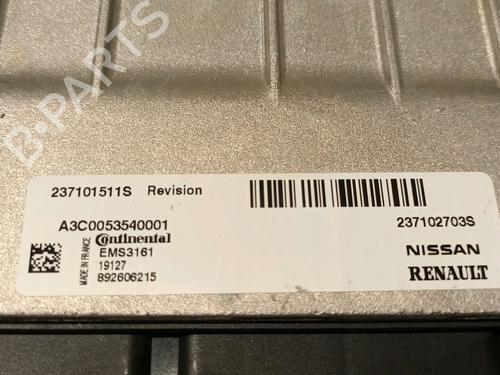 B-PARTS
237101511S Revision
A3C0053540001
237102703S
MADE IN FRANCE
Continental
EMS3161
19127
892606215
NISSAN
RENAULT